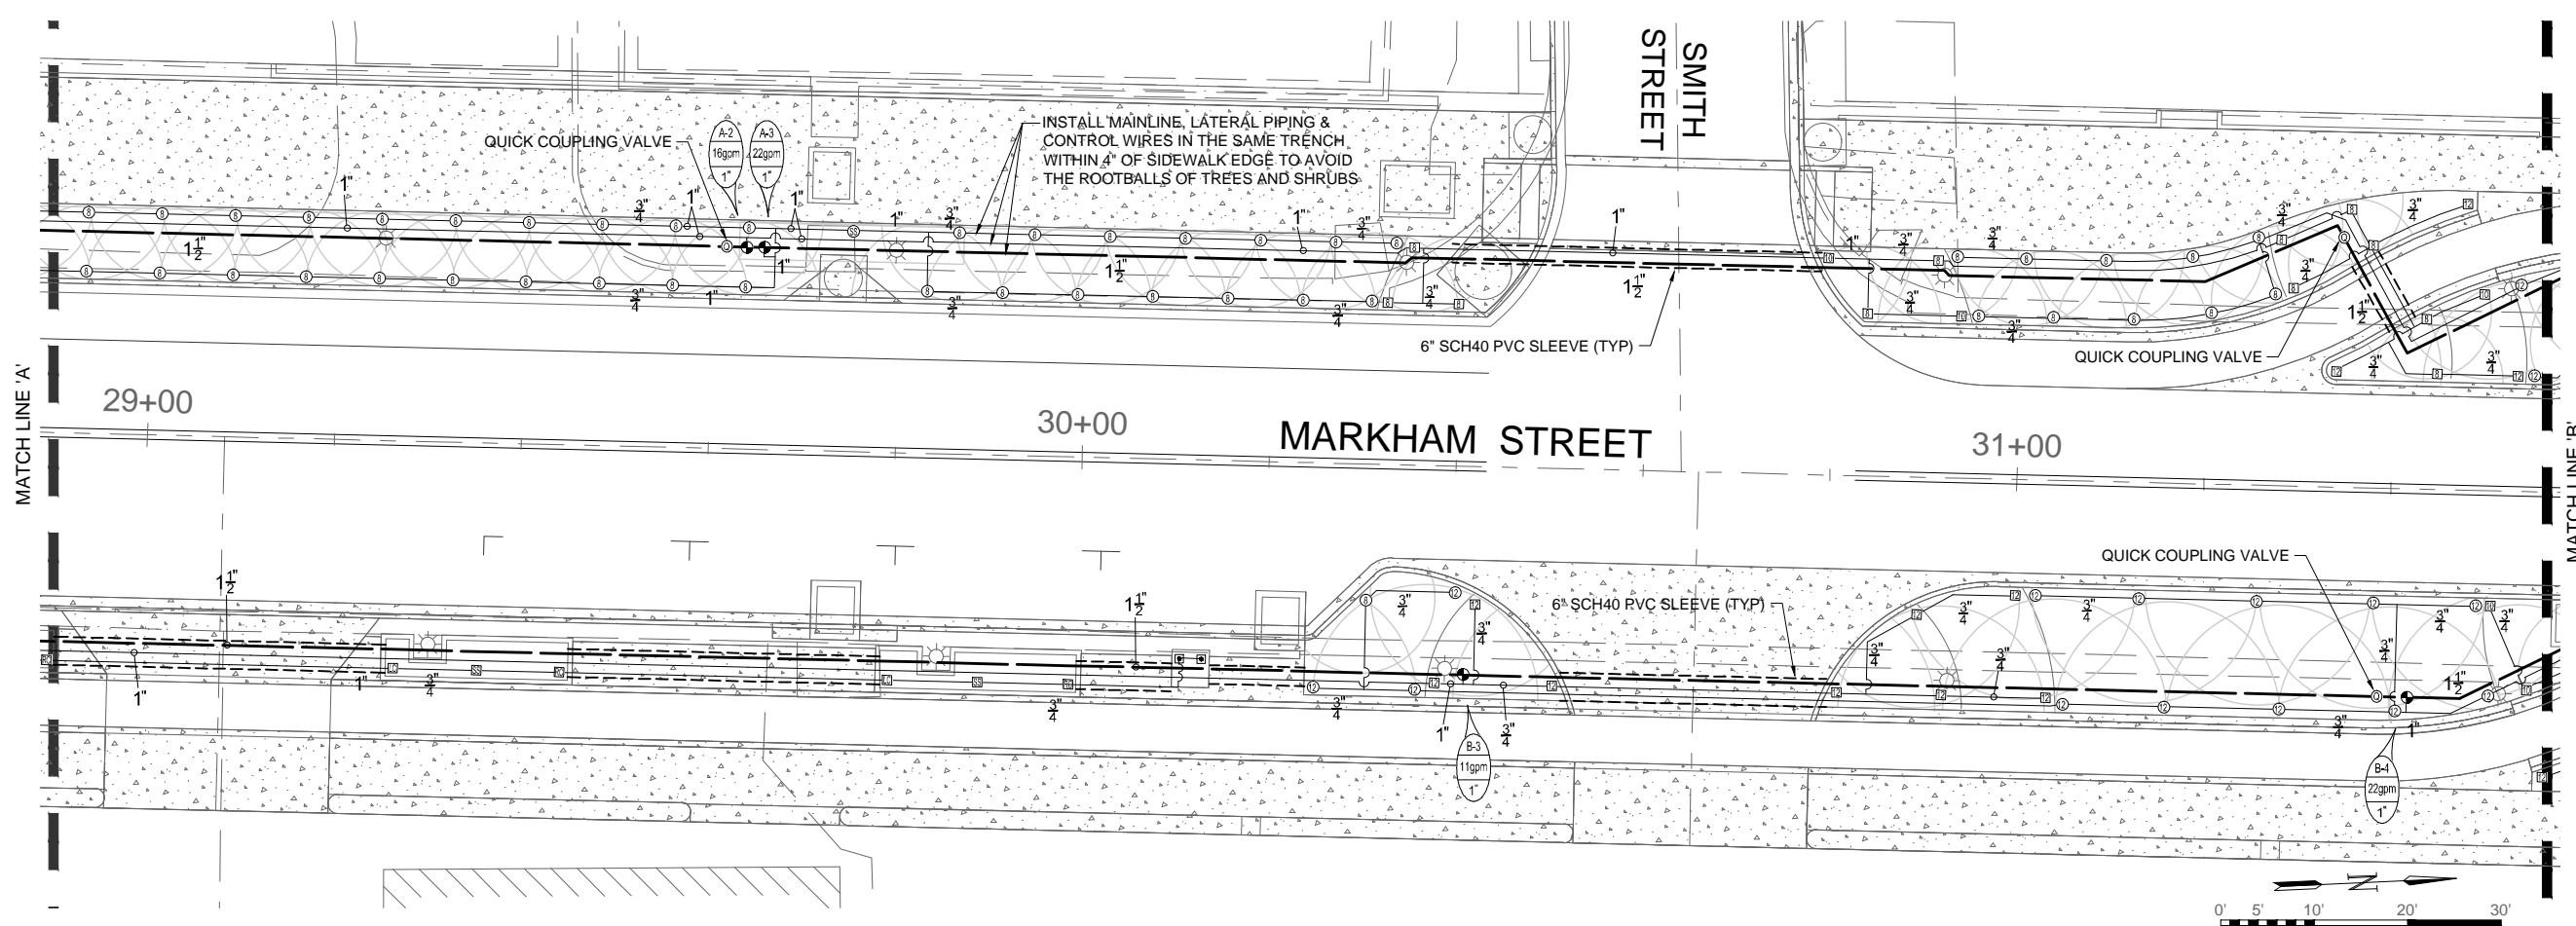 SMITH
STREET
QUICK COUPLING VALVE
A-2
16gpm
1"
A-3
22gpm
1"
INSTALL MAINLINE, LATERAL PIPING &
CONTROL WIRES IN THE SAME TRENCH
WITHIN 4" OF SIDEWALK EDGE TO AVOID
THE ROOTBALLS OF TREES AND SHRUBS
6" SCH40 PVC SLEEVE (TYP)
QUICK COUPLING VALVE
MATCH LINE 'A'
MATCH LINE 'B'
29+00
30+00
31+00
MARKHAM STREET
QUICK COUPLING VALVE
6" SCH40 PVC SLEEVE (TYP)
1 1/2"
1 1/2"
B-3
11gpm
1"
B-4
22gpm
1"
N
0' 5' 10' 20' 30'